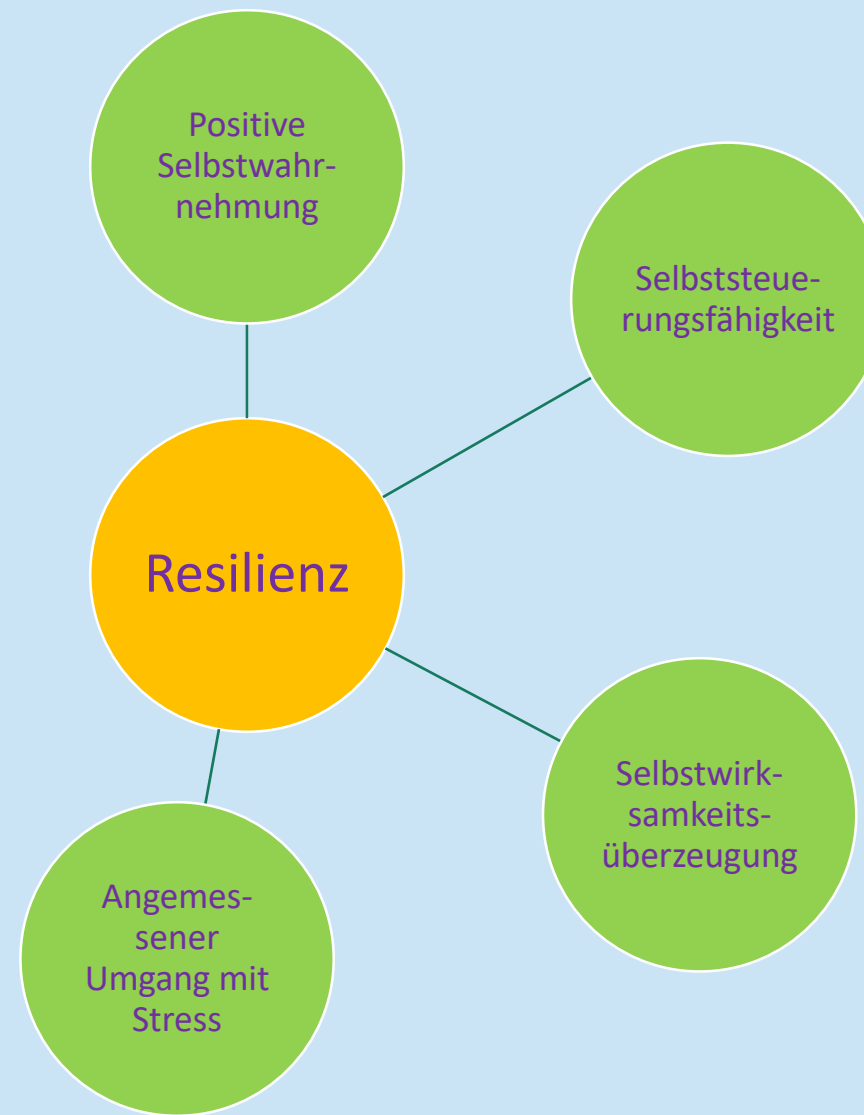 Positive
Selbstwahr-
nehmung
Selbststeue-
rungsfähigkeit
Resilienz
Selbstwirk-
samkeits-
überzeugung
Angemes-
sener
Umgang mit
Stress